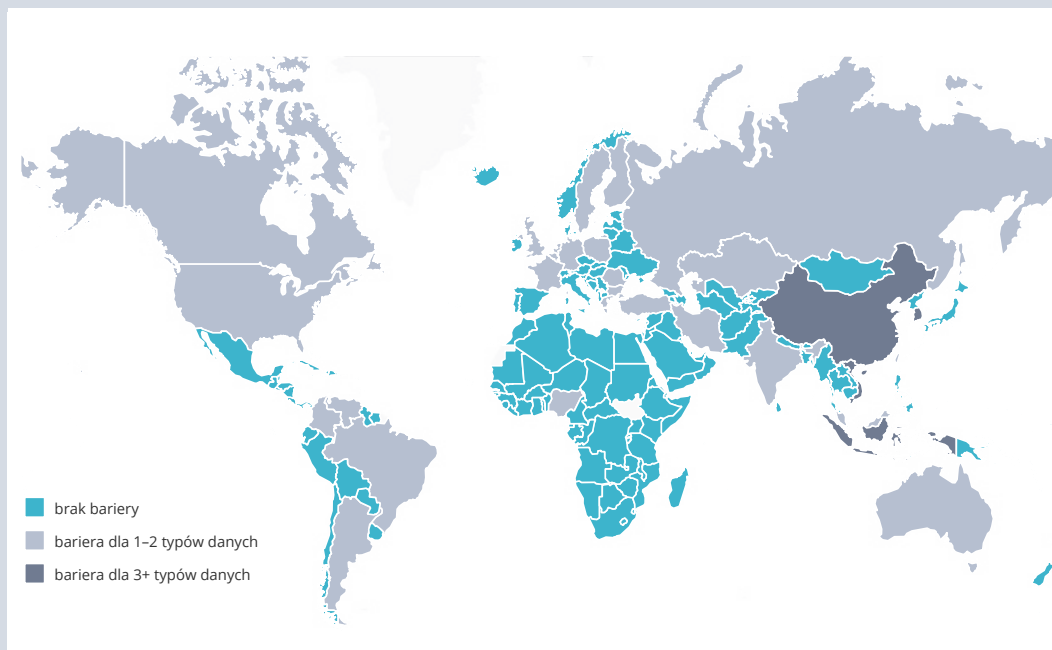 brak bariery
bariera dla 1–2 typów danych
bariera dla 3+ typów danych